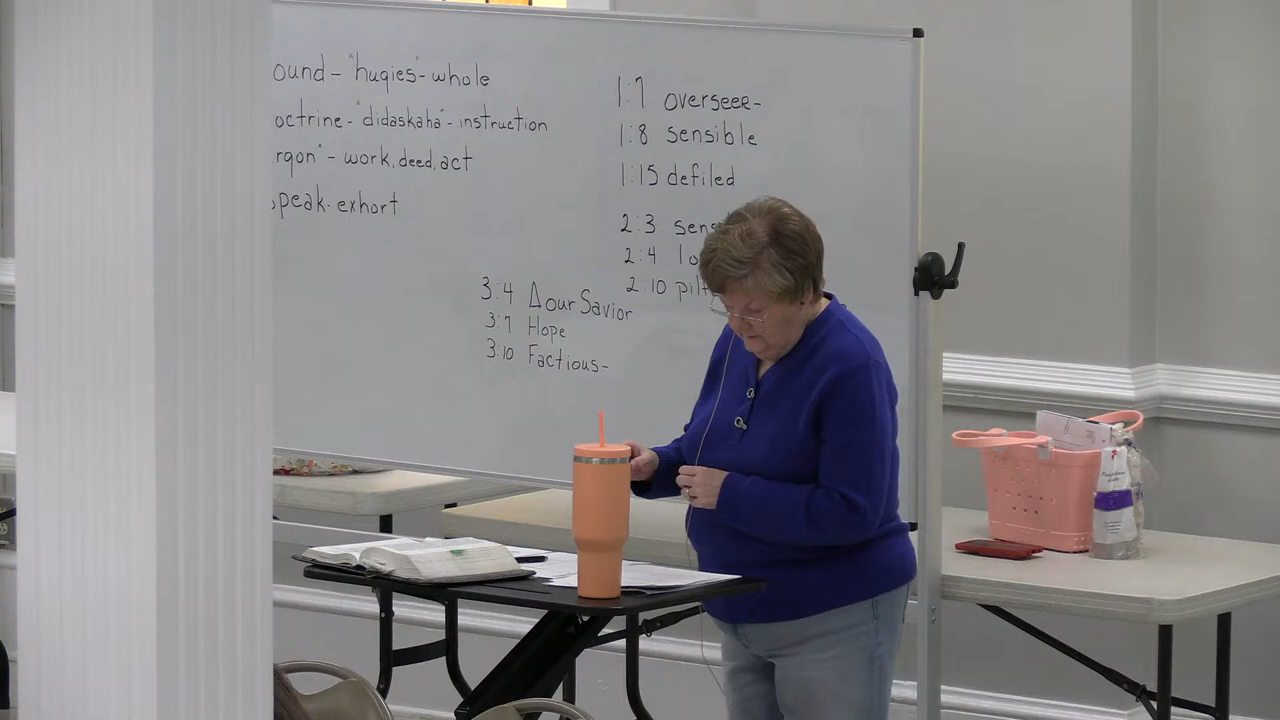 ound - "hugies" - whole
octrine - "didaskaha" - instruction
rgon" - work, deed, act
peak - exhort
1:7 overseer-
1:8 sensible
1:15 defiled
2:3 sens
2:4 lo
2:10 pilf
3:4 Δ our Savior
3:7 Hope
3:10 Factious-